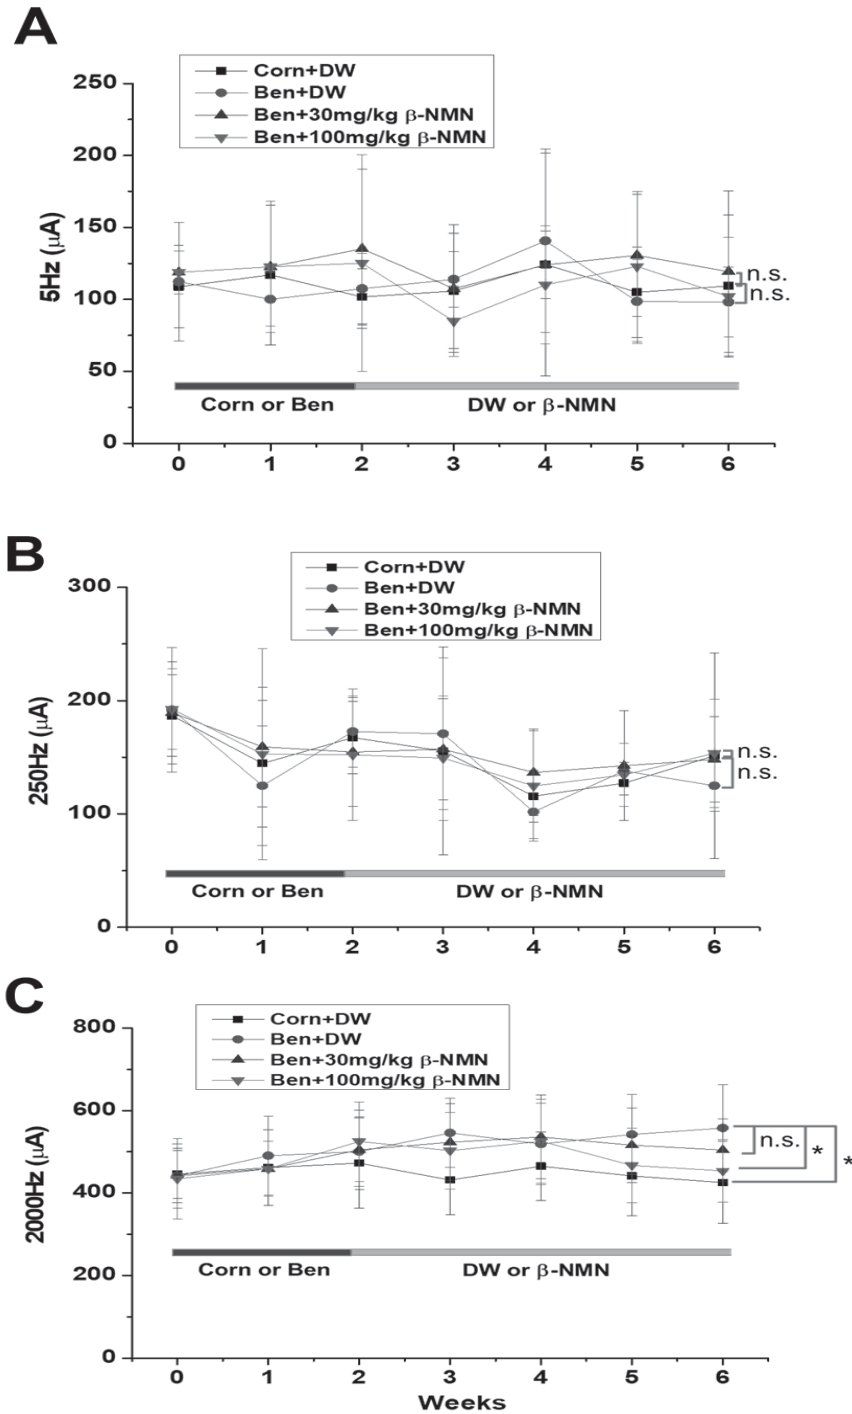 A
Corn+DW
Ben+DW
Ben+30mg/kg β-NMN
Ben+100mg/kg β-NMN
250
200
150
100
50
0
5Hz (μA)
n.s.
n.s.
Corn or Ben
DW or β-NMN
0 1 2 3 4 5 6
B
Corn+DW
Ben+DW
Ben+30mg/kg β-NMN
Ben+100mg/kg β-NMN
300
200
100
0
250Hz (μA)
n.s.
n.s.
Corn or Ben
DW or β-NMN
0 1 2 3 4 5 6
C
Corn+DW
Ben+DW
Ben+30mg/kg β-NMN
Ben+100mg/kg β-NMN
800
600
400
200
0
2000Hz (μA)
n.s.
*
*
Corn or Ben
DW or β-NMN
0 1 2 3 4 5 6
Weeks